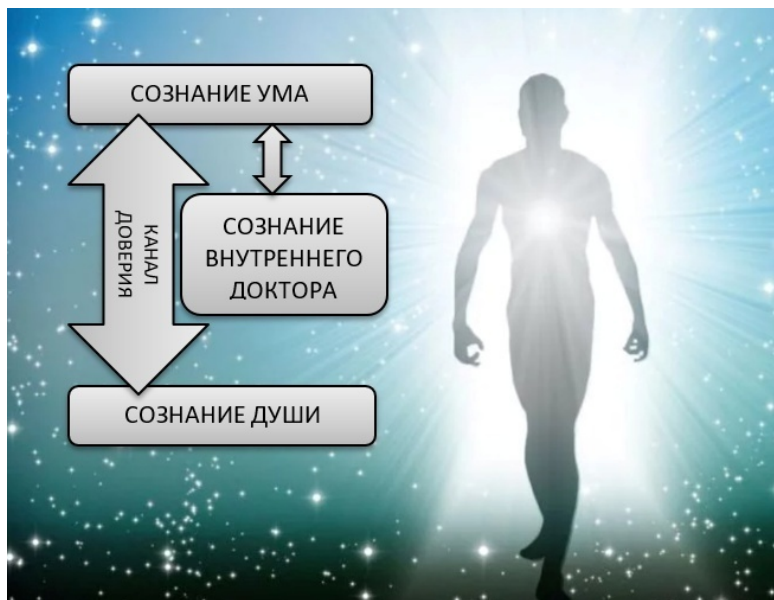 СОЗНАНИЕ УМА
КАНАЛ
ДОВЕРИЯ
СОЗНАНИЕ
ВНУТРЕННЕГО
ДОКТОРА
СОЗНАНИЕ ДУШИ